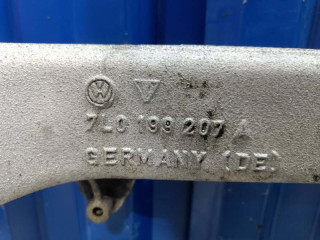 7L0 199 207 A
GERMANY (DE)